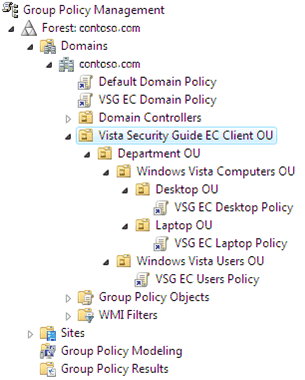 Group Policy Management
Forest: contoso.com
Domains
contoso.com
Default Domain Policy
VSG EC Domain Policy
Domain Controllers
Vista Security Guide EC Client OU
Department OU
Windows Vista Computers OU
Desktop OU
VSG EC Desktop Policy
Laptop OU
VSG EC Laptop Policy
Windows Vista Users OU
VSG EC Users Policy
Group Policy Objects
WMI Filters
Sites
Group Policy Modeling
Group Policy Results